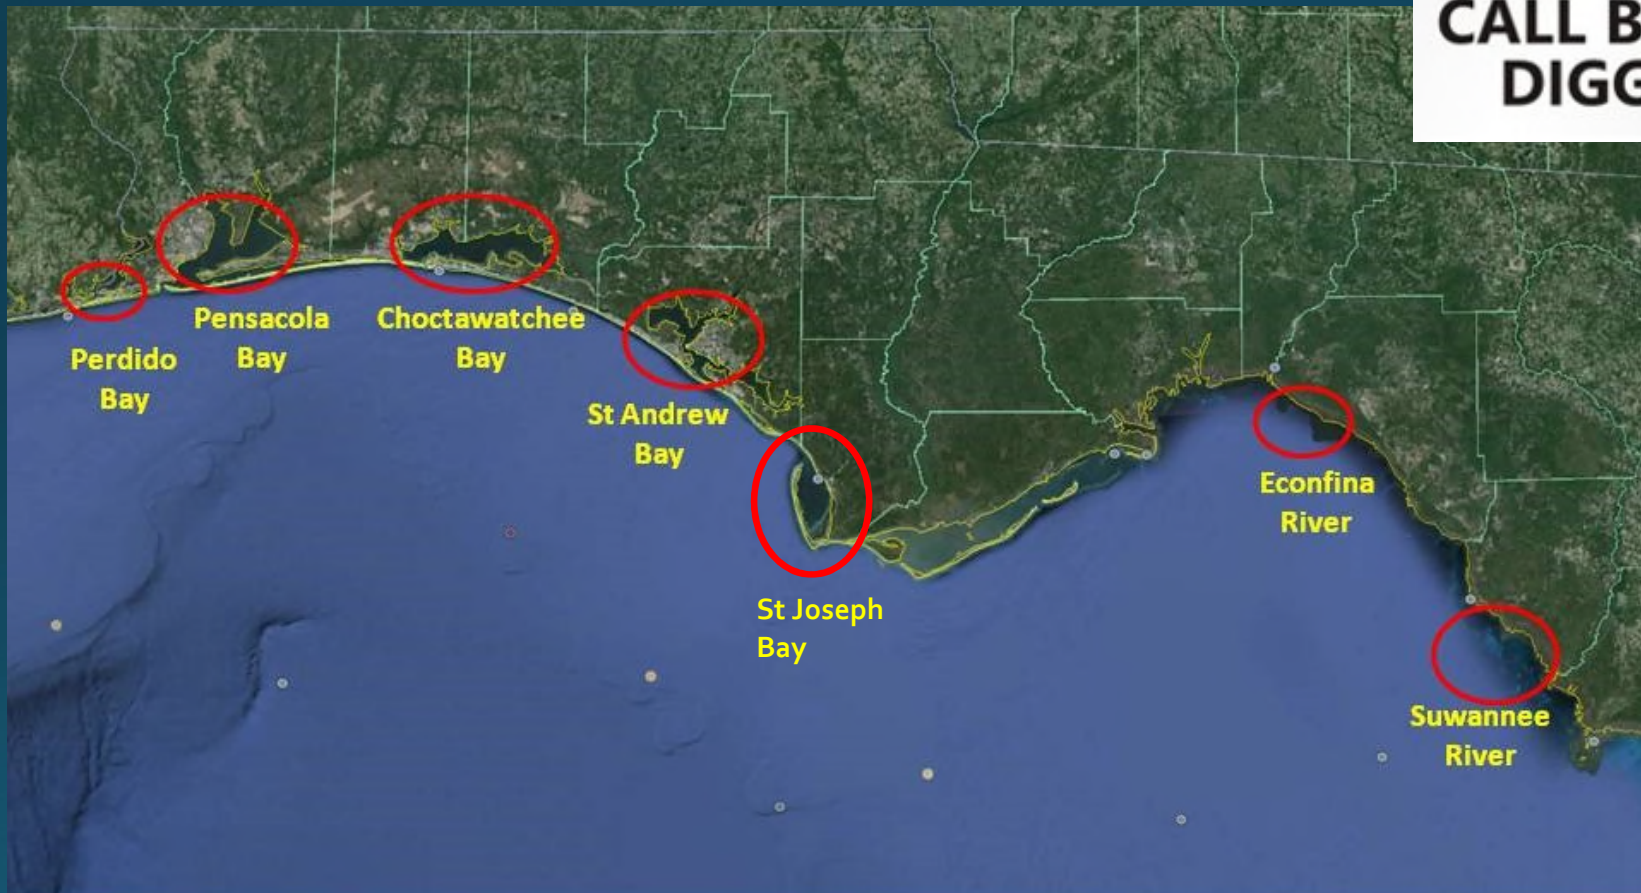 CALL B
DIGG
Pensacola
Bay
Choctawatchee
Bay
Perdido
Bay
St Andrew
Bay
Econfina
River
St Joseph
Bay
Suwannee
River